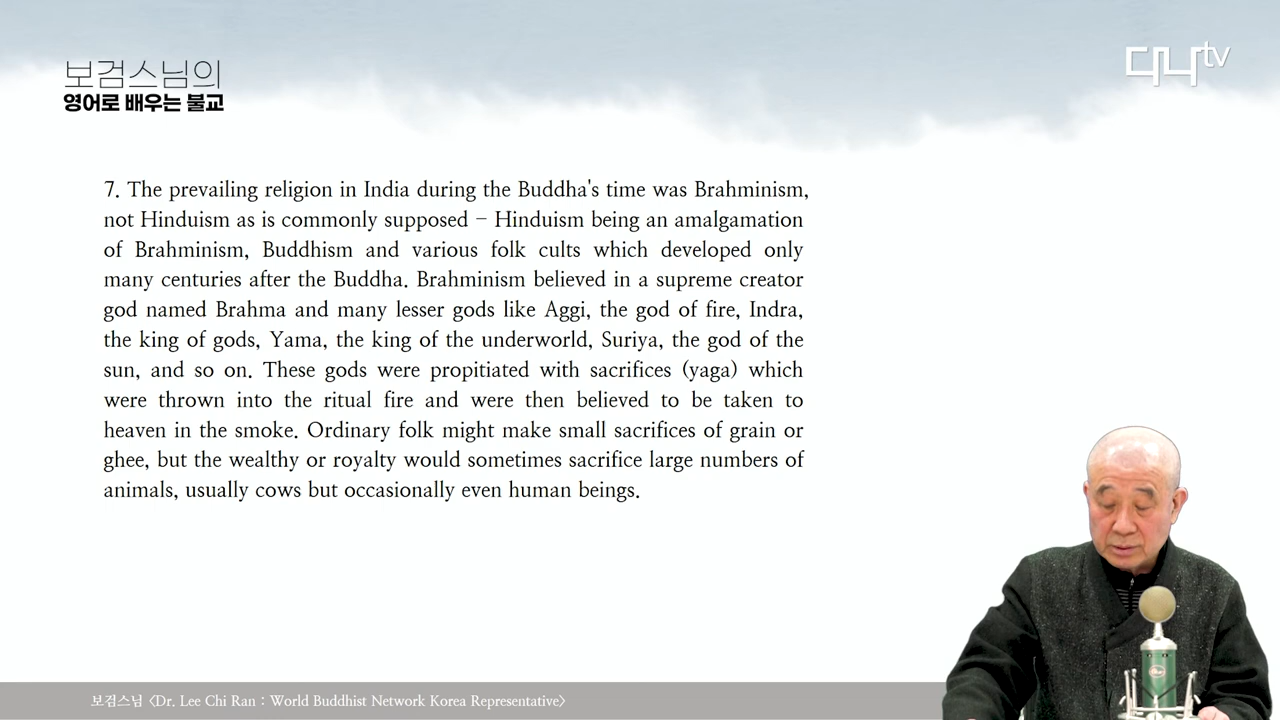 보검스님의
영어로 배우는 불교
tv
7. The prevailing religion in India during the Buddha's time was Brahminism,
not Hinduism as is commonly supposed – Hinduism being an amalgamation
of Brahminism, Buddhism and various folk cults which developed only
many centuries after the Buddha. Brahminism believed in a supreme creator
god named Brahma and many lesser gods like Aggi, the god of fire, Indra,
the king of gods, Yama, the king of the underworld, Suriya, the god of the
sun, and so on. These gods were propitiated with sacrifices (yaga) which
were thrown into the ritual fire and were then believed to be taken to
heaven in the smoke. Ordinary folk might make small sacrifices of grain or
ghee, but the wealthy or royalty would sometimes sacrifice large numbers of
animals, usually cows but occasionally even human beings.
보검스님 <Dr. Lee Chi Ran : World Buddhist Network Korea Representative>